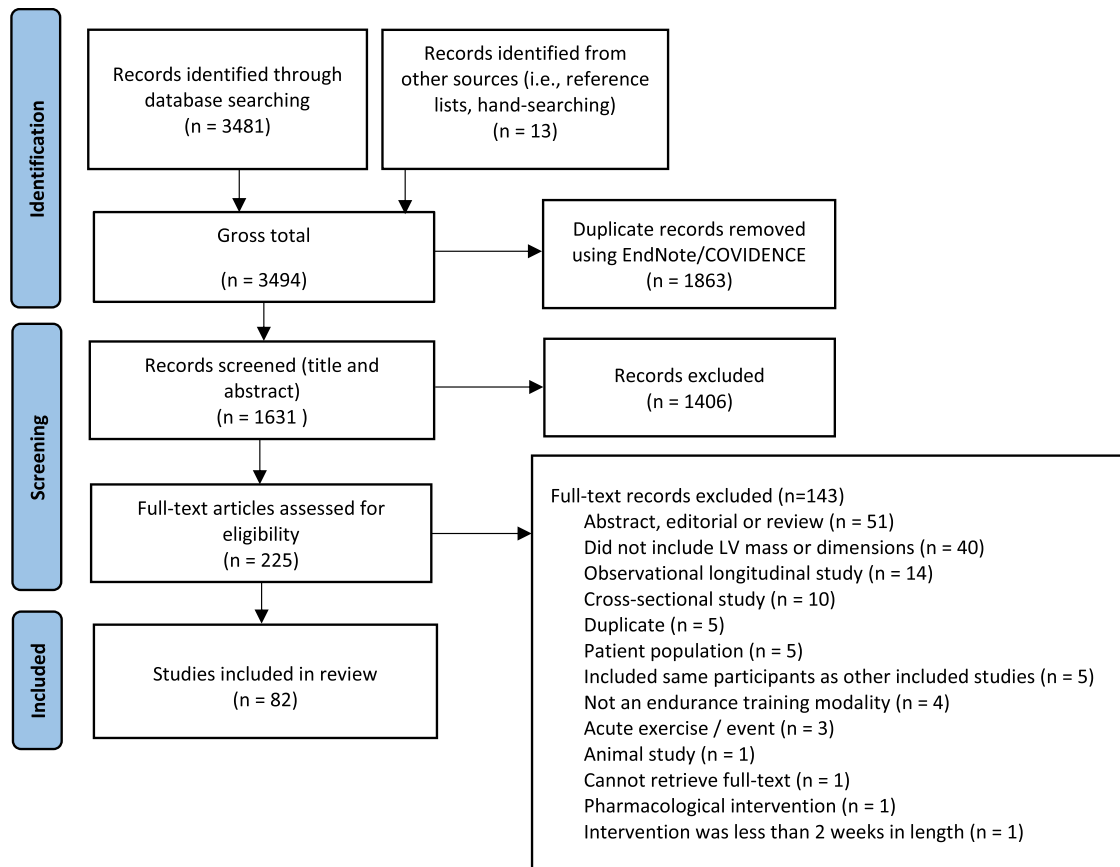 Identification
Records identified through
database searching
(n = 3481)
Records identified from
other sources (i.e., reference
lists, hand-searching)
(n = 13)
Gross total
(n = 3494)
Duplicate records removed
using EndNote/COVIDENCE
(n = 1863)
Screening
Records screened (title and
abstract)
(n = 1631 )
Records excluded
(n = 1406)
Full-text articles assessed for
eligibility
(n = 225)
Full-text records excluded (n=143)
Abstract, editorial or review (n = 51)
Did not include LV mass or dimensions (n = 40)
Observational longitudinal study (n = 14)
Cross-sectional study (n = 10)
Duplicate (n = 5)
Patient population (n = 5)
Included same participants as other included studies (n = 5)
Not an endurance training modality (n = 4)
Acute exercise / event (n = 3)
Animal study (n = 1)
Cannot retrieve full-text (n = 1)
Pharmacological intervention (n = 1)
Intervention was less than 2 weeks in length (n = 1)
Included
Studies included in review
(n = 82)